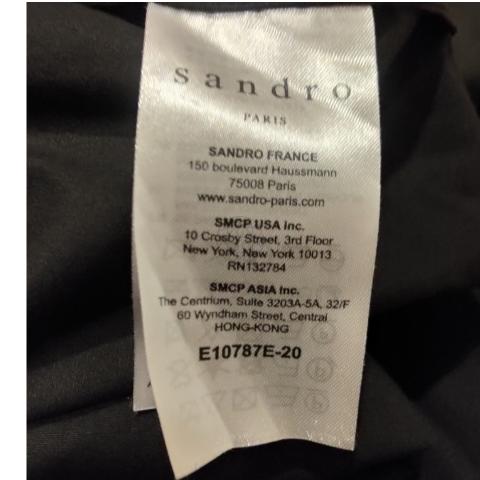 sandro
PARIS
SANDRO FRANCE
150 boulevard Haussmann
75008 Paris
www.sandro-paris.com
SMCP USA Inc.
10 Crosby Street, 3rd Floor
New York, New York 10013
RN132784
SMCP ASIA Inc.
The Centrium, Suite 3203A-5A, 32/F
60 Wyndham Street, Central
HONG-KONG
E10787E-20